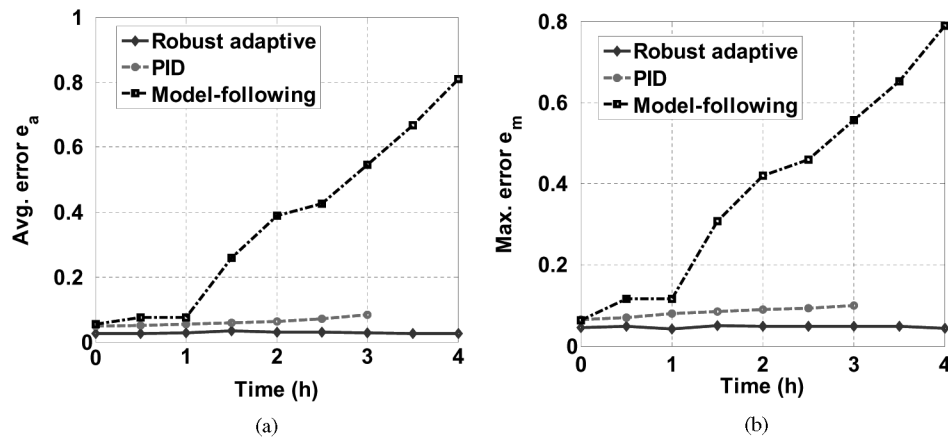 1
0.8
0.6
0.4
0.2
0
Avg. error e_a
Robust adaptive
PID
Model-following
0 1 2 3 4
Time (h)
(a)
0.8
0.6
0.4
0.2
0
Max. error e_m
Robust adaptive
PID
Model-following
0 1 2 3 4
Time (h)
(b)